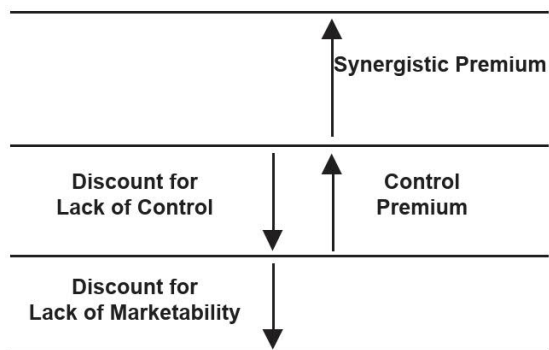 Synergistic Premium
Discount for
Lack of Control
Control
Premium
Discount for
Lack of Marketability